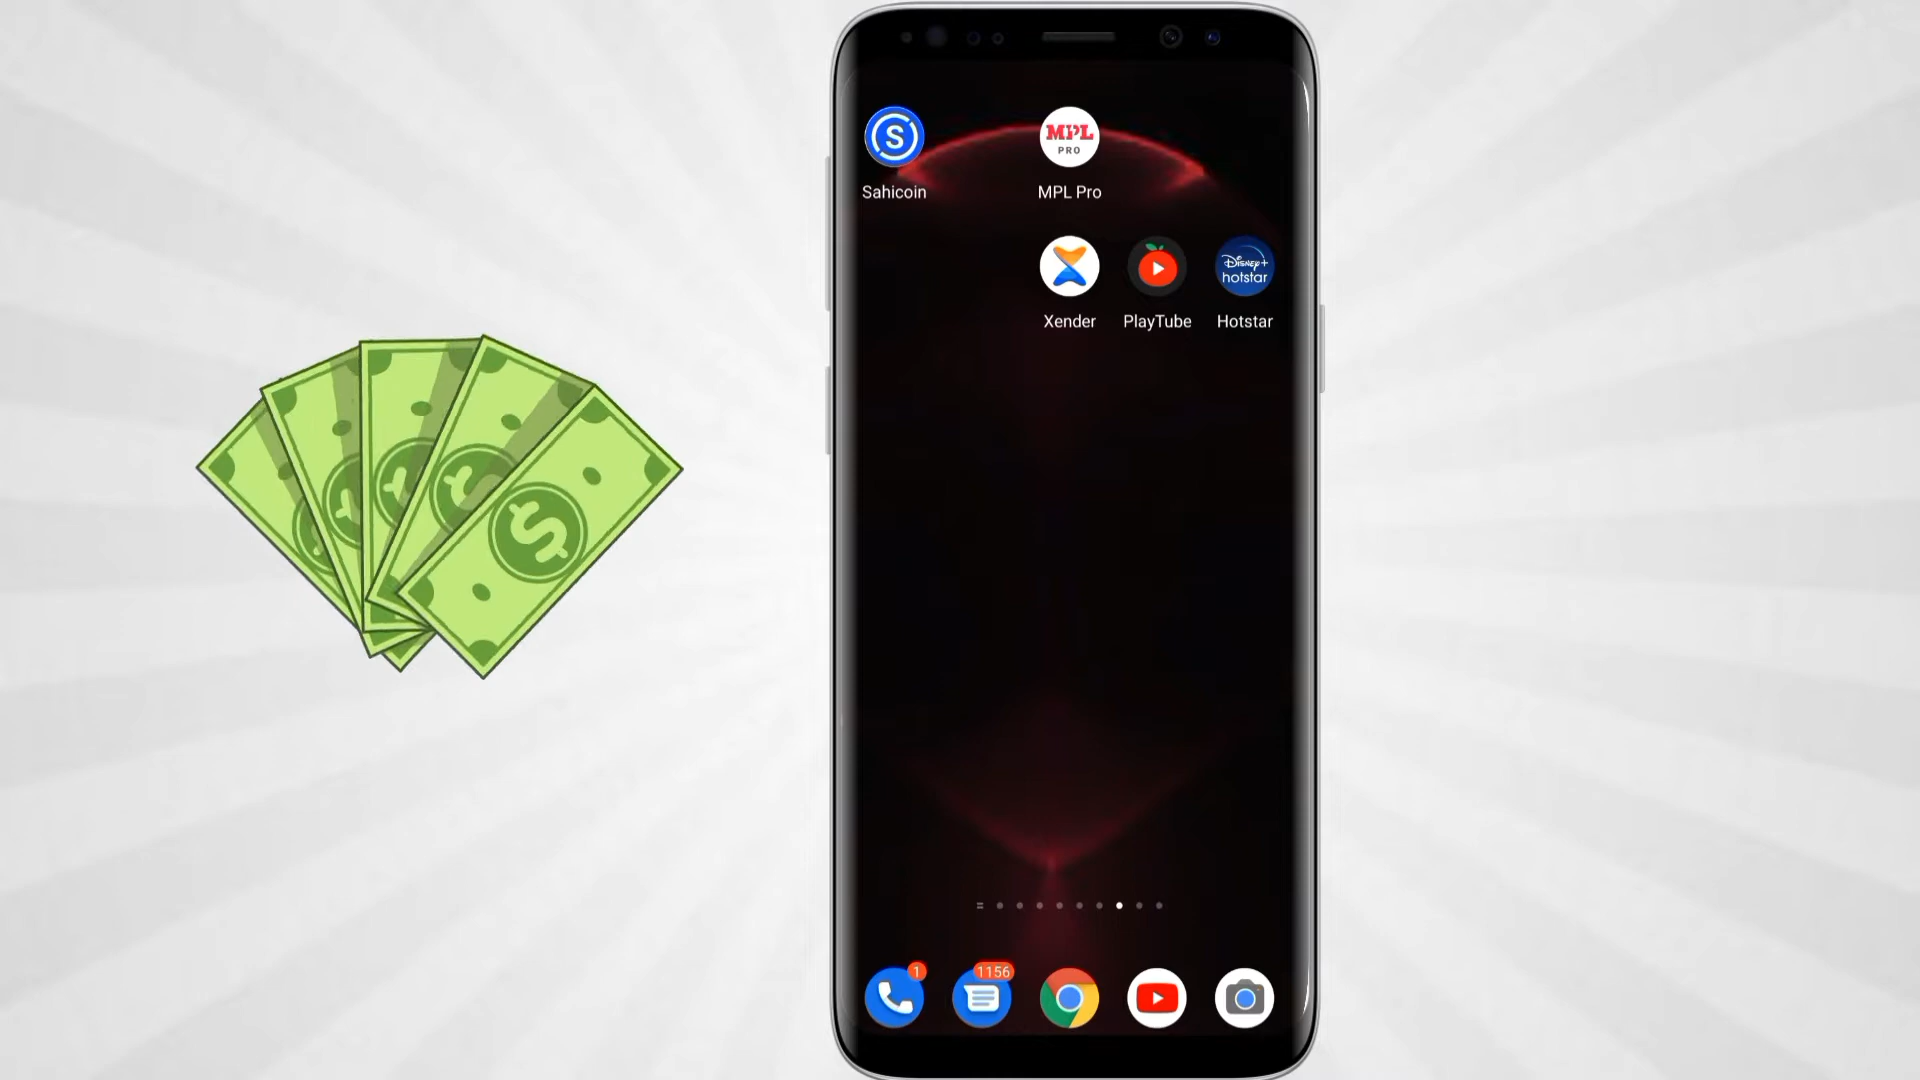 S
MPL
PRO
Sahicoin
MPL Pro
Disney+
hotstar
Xender
PlayTube
Hotstar
1
1156
$